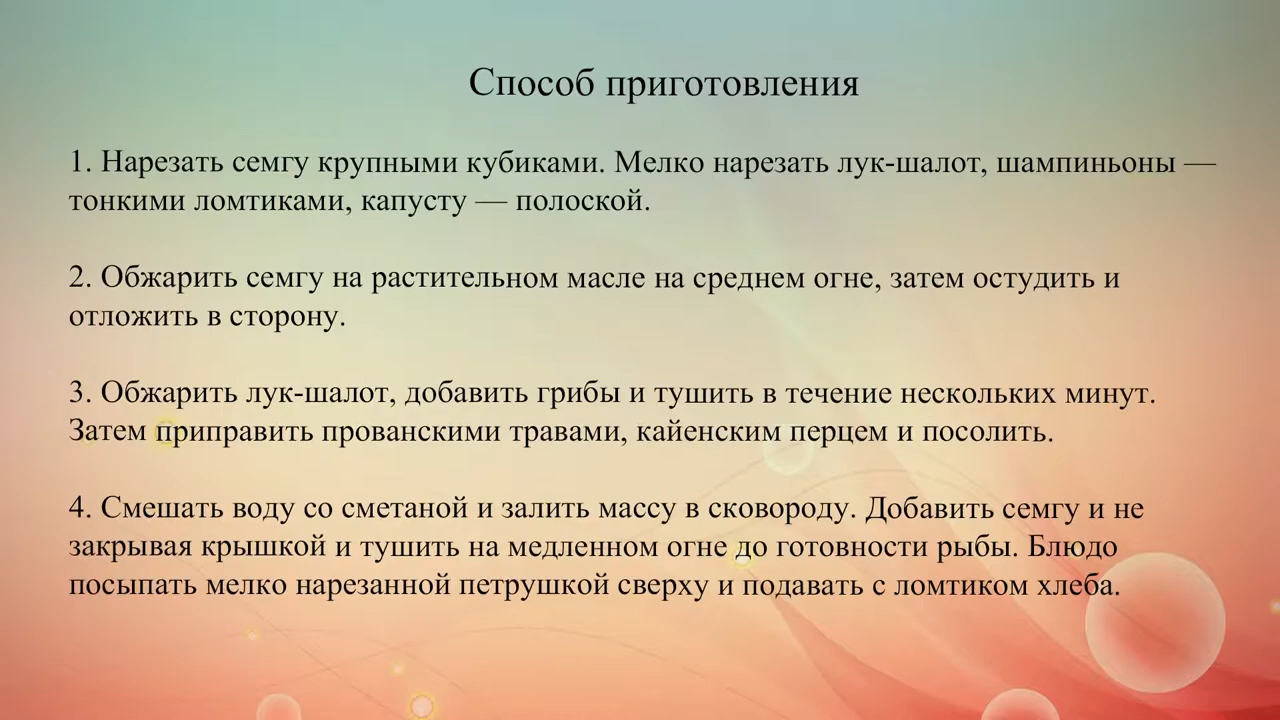 Способ приготовления
1. Нарезать семгу крупными кубиками. Мелко нарезать лук-шалот, шампиньоны —
тонкими ломтиками, капусту — полоской.
2. Обжарить семгу на растительном масле на среднем огне, затем остудить и
отложить в сторону.
3. Обжарить лук-шалот, добавить грибы и тушить в течение нескольких минут.
Затем приправить прованскими травами, кайенским перцем и посолить.
4. Смешать воду со сметаной и залить массу в сковороду. Добавить семгу и не
закрывая крышкой и тушить на медленном огне до готовности рыбы. Блюдо
посыпать мелко нарезанной петрушкой сверху и подавать с ломтиком хлеба.